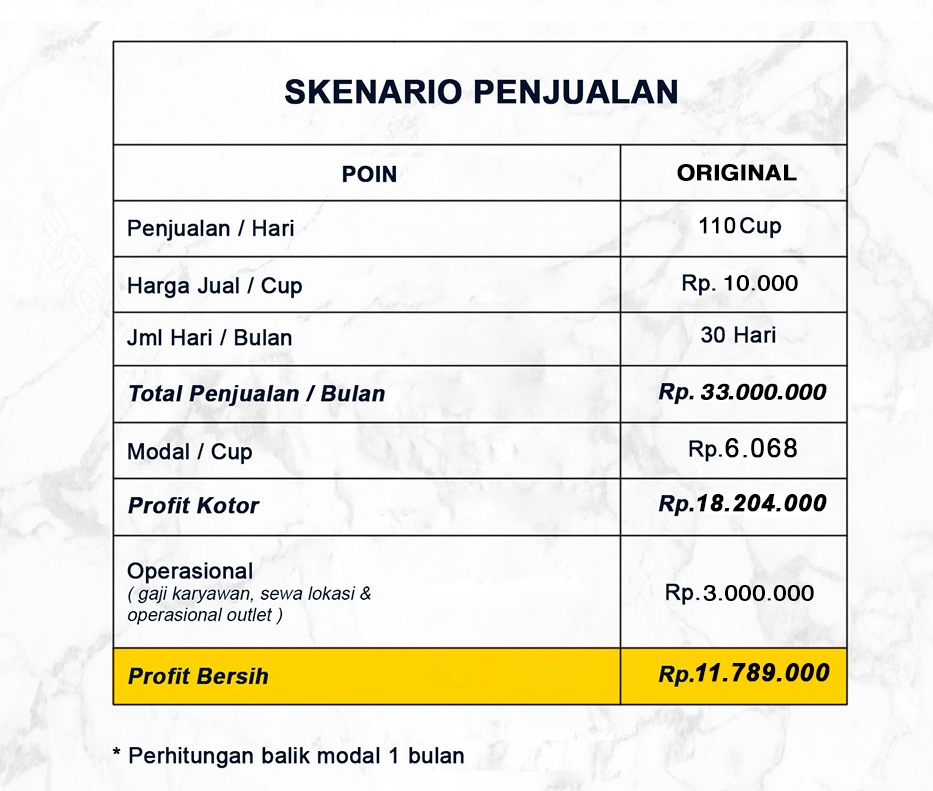 SKENARIO PENJUALAN
POIN ORIGINAL
Penjualan / Hari 110 Cup
Harga Jual / Cup Rp. 10.000
Jml Hari / Bulan 30 Hari
Total Penjualan / Bulan Rp. 33.000.000
Modal / Cup Rp.6.068
Profit Kotor Rp.18.204.000
Operasional
( gaji karyawan, sewa lokasi &
operasional outlet ) Rp.3.000.000
Profit Bersih Rp.11.789.000
* Perhitungan balik modal 1 bulan